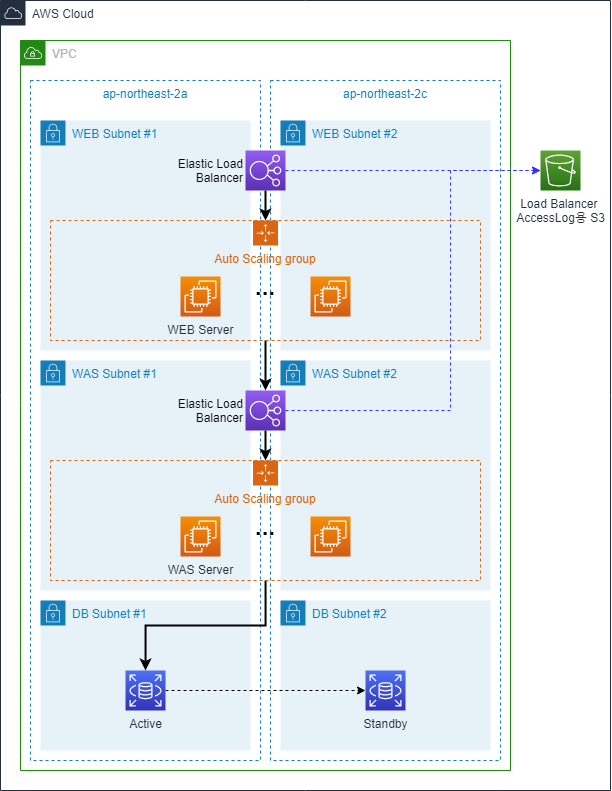 AWS Cloud
VPC
ap-northeast-2a
ap-northeast-2c
WEB Subnet #1
WEB Subnet #2
Elastic Load
Balancer
Load Balancer
AccessLog용 S3
Auto Scaling group
...
WEB Server
WAS Subnet #1
WAS Subnet #2
Elastic Load
Balancer
Auto Scaling group
...
WAS Server
DB Subnet #1
DB Subnet #2
Active
Standby